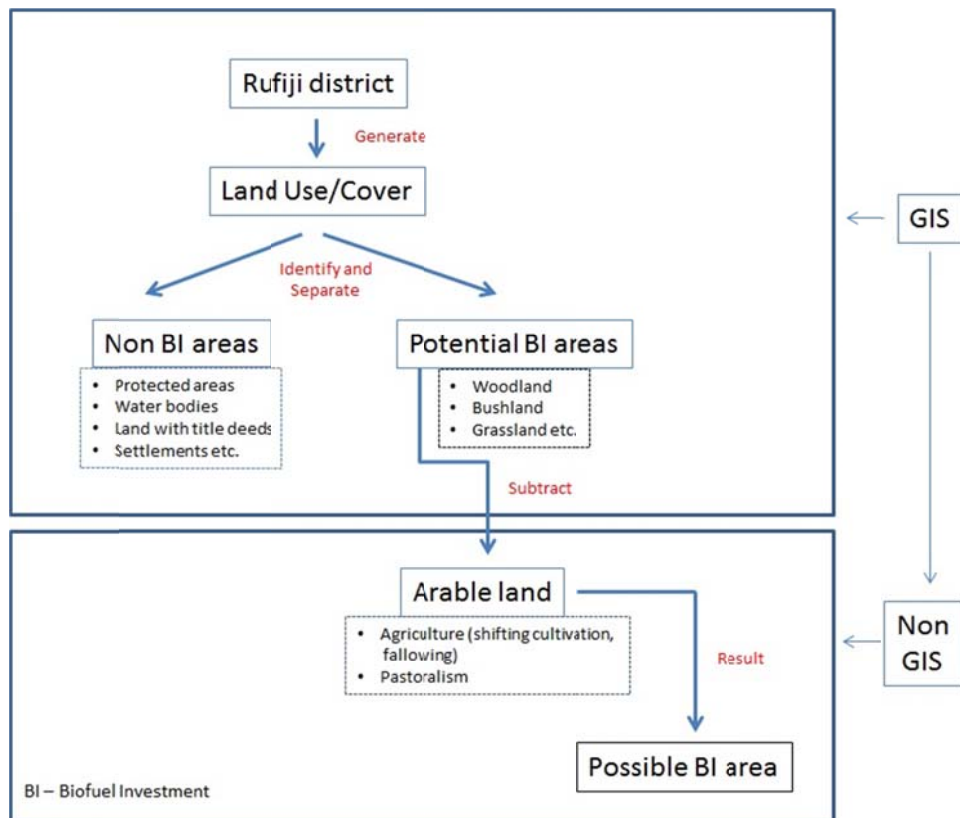 Rufiji district
Generate
Land Use/Cover
GIS
Identify and
Separate
Non BI areas
• Protected areas
• Water bodies
• Land with title deeds
• Settlements etc.
Potential BI areas
• Woodland
• Bushland
• Grassland etc.
Subtract
Arable land
• Agriculture (shifting cultivation,
fallowing)
• Pastoralism
Result
Non
GIS
Possible BI area
BI – Biofuel Investment